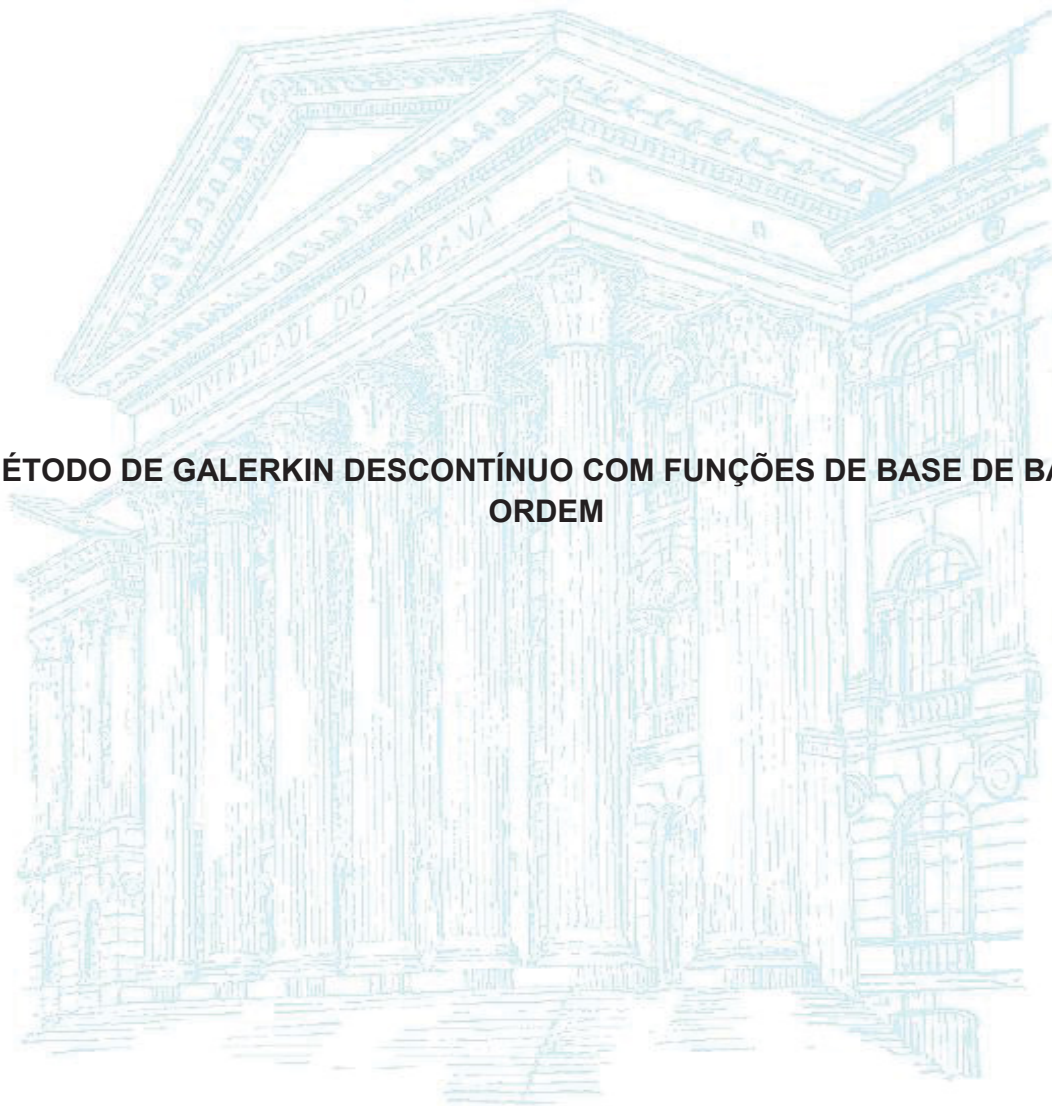 UNIVERSIDADE DO PARANÁ
ÉTODO DE GALERKIN DESCONTÍNUO COM FUNÇÕES DE BASE DE BA
ORDEM